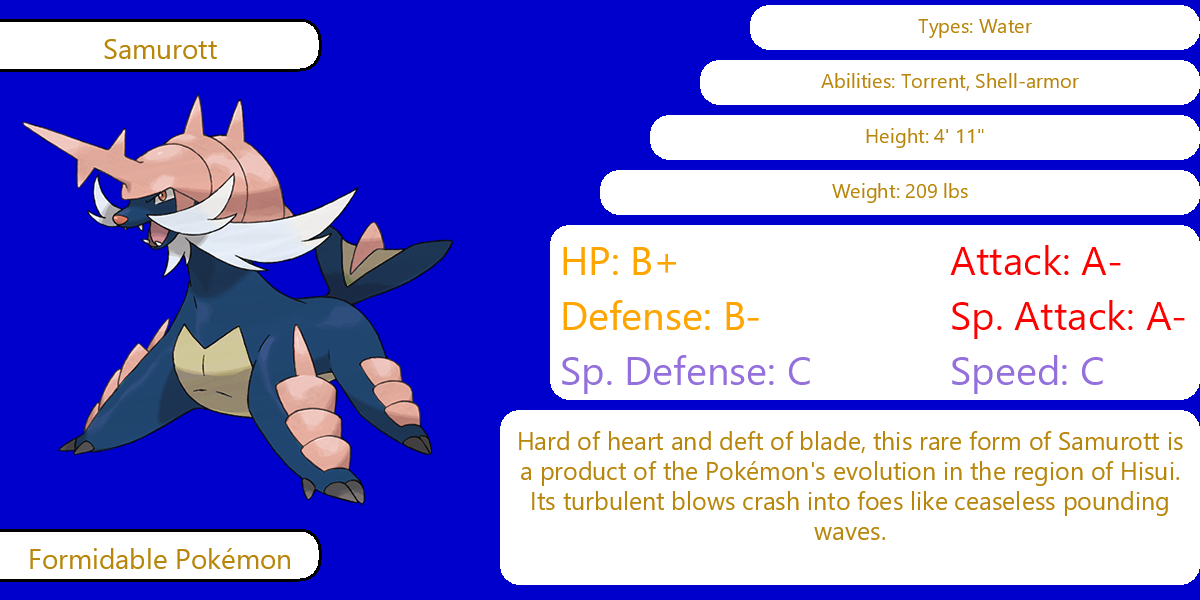 Samurott
Types: Water
Abilities: Torrent, Shell-armor
Height: 4' 11"
Weight: 209 lbs
HP: B+
Attack: A-
Defense: B-
Sp. Attack: A-
Sp. Defense: C
Speed: C
Hard of heart and deft of blade, this rare form of Samurott is
a product of the Pokémon's evolution in the region of Hisui.
Its turbulent blows crash into foes like ceaseless pounding
waves.
Formidable Pokémon